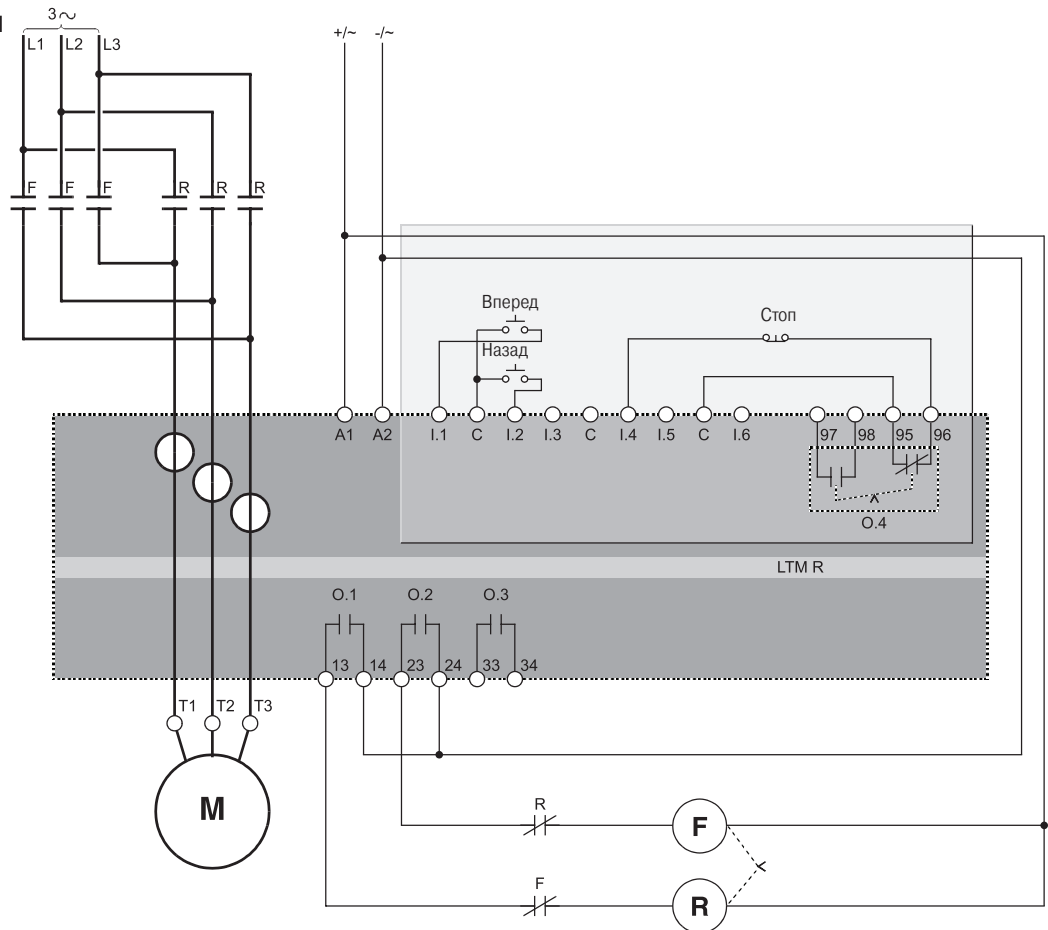 3~
L1 L2 L3
+/~ -/~
F F F R R R
Вперед
Стоп
Назад
A1 A2 I.1 C I.2 I.3 C I.4 I.5 C I.6 97 98 95 96
O.4
LTM R
O.1 O.2 O.3
13 14 23 24 33 34
T1 T2 T3
M
R
F
F
R